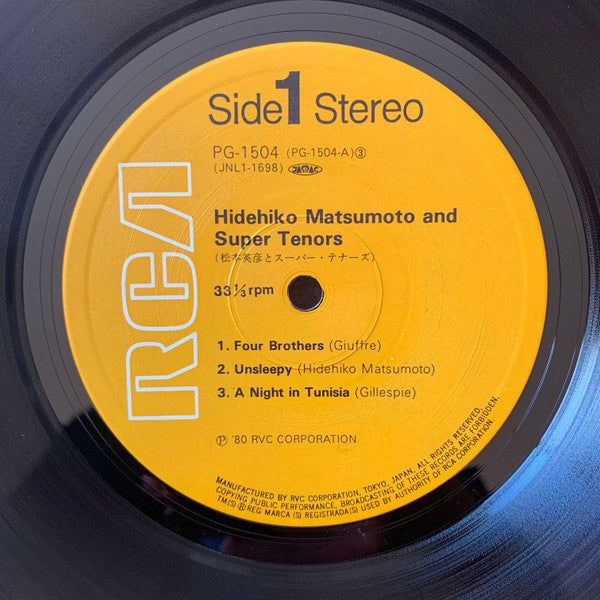 Side 1 Stereo
PG-1504 (PG-1504-A)③
(JNL1-1698) JASRAC
Hidehiko Matsumoto and
Super Tenors
(松本英彦とスーパー・テナーズ)
33⅓rpm
1. Four Brothers (Giuffre)
2. Unsleepy (Hidehiko Matsumoto)
3. A Night in Tunisia (Gillespie)
Ⓟ '80 RVC CORPORATION
MANUFACTURED BY RVC CORPORATION, TOKYO, JAPAN. ALL RIGHTS RESERVED.
COPYING PUBLIC PERFORMANCE, BROADCASTING OF THESE RECORDS ARE FORBIDDEN.
TM(S) ® REG MARCA (S) REGISTRADA(S) USED BY AUTHORITY OF RCA CORPORATION.
RCA